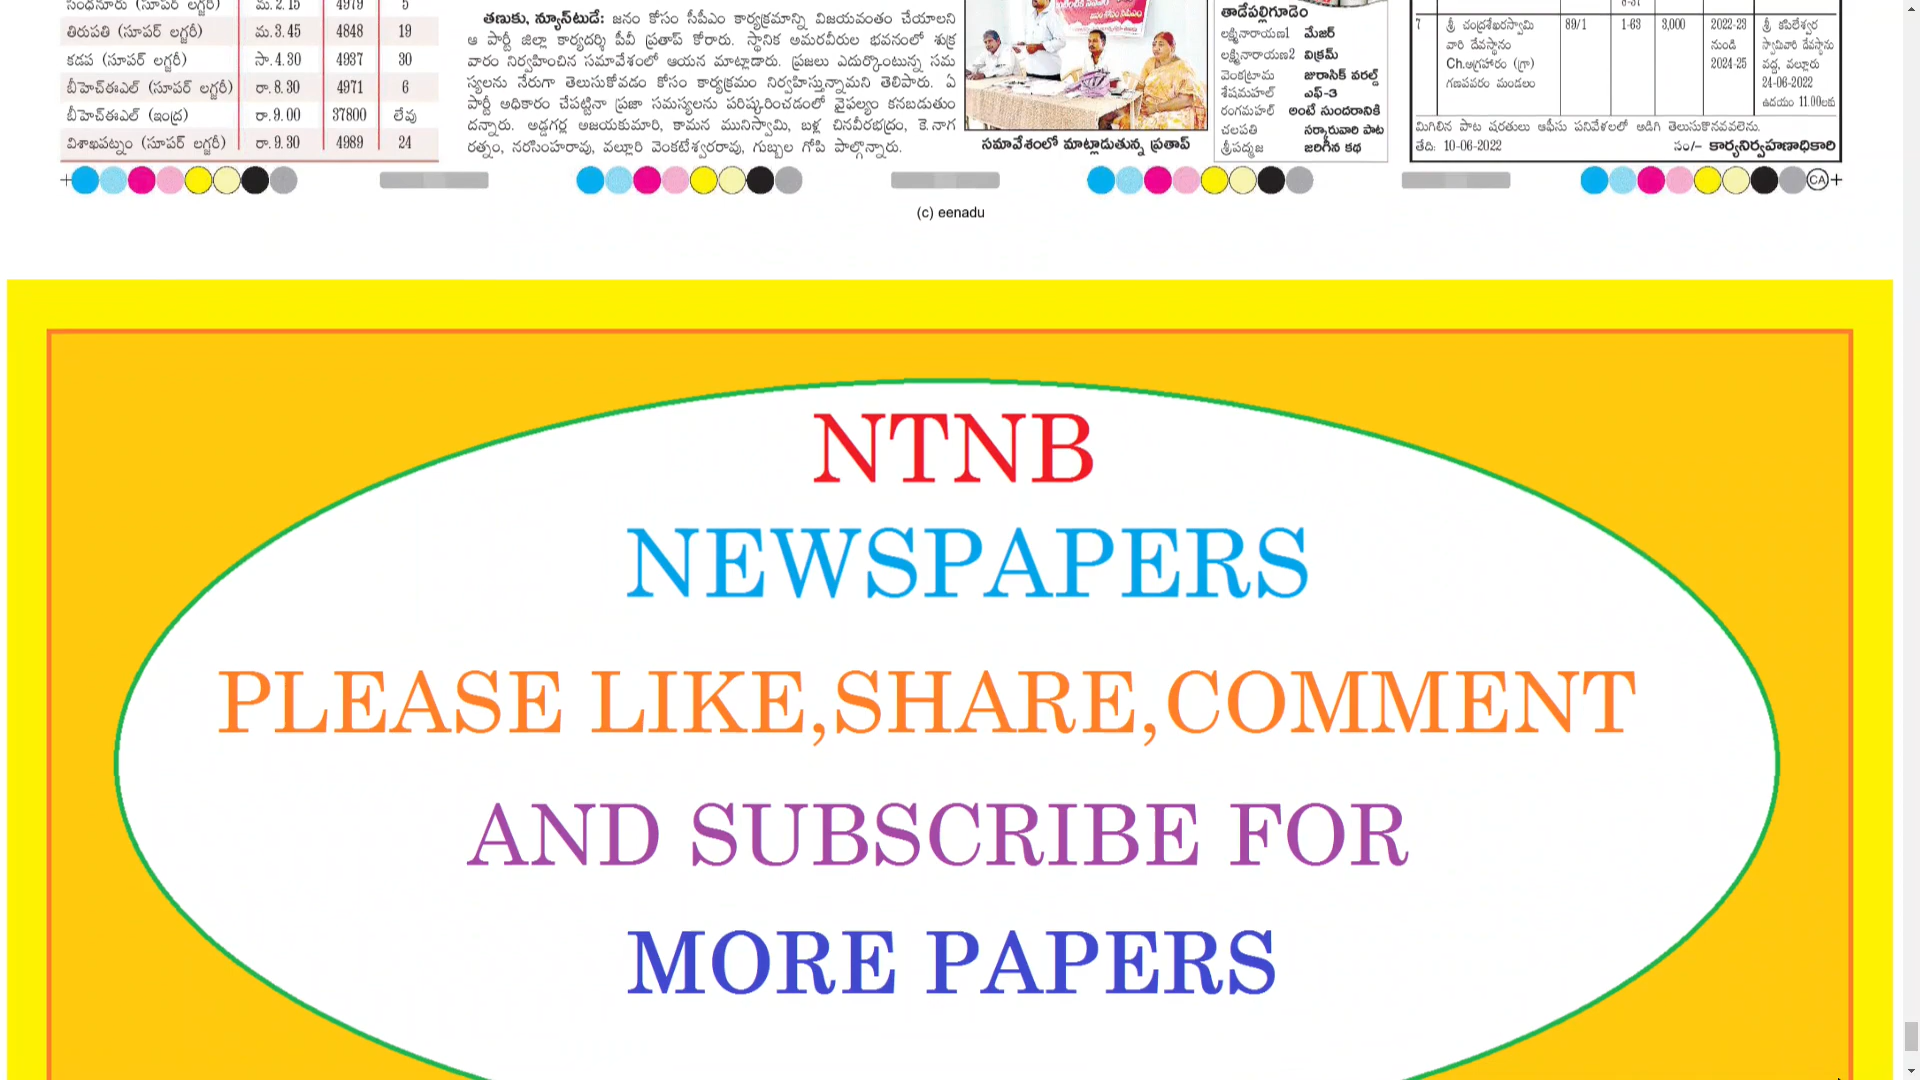 సింధనూరు (సూపర్ లగ్జరీ) మ.2.15 4979 5
తిరుపతి (సూపర్ లగ్జరీ) మ.3.45 4848 19
కడప (సూపర్ లగ్జరీ) సా.4.30 4937 30
బీహెచ్ఈఎల్ (సూపర్ లగ్జరీ) రా.8.30 4971 6
బీహెచ్ఈఎల్ (ఇంద్ర) రా.9.00 37800 లేవు
విశాఖపట్నం (సూపర్ లగ్జరీ) రా.9.30 4989 24
తణుకు, న్యూస్‌టుడే: జనం కోసం సీపీఎం కార్యక్రమాన్ని విజయవంతం చేయాలని
ఆ పార్టీ జిల్లా కార్యదర్శి పీవీ ప్రతాప్ కోరారు. స్థానిక అమరవీరుల భవనంలో శుక్ర
వారం నిర్వహించిన సమావేశంలో ఆయన మాట్లాడారు. ప్రజలు ఎదుర్కొంటున్న సమ
స్యలను నేరుగా తెలుసుకోవడం కోసం కార్యక్రమం నిర్వహిస్తున్నామని తెలిపారు. ఏ
పార్టీ అధికారం చేపట్టినా ప్రజా సమస్యలను పరిష్కరించడంలో వైఫల్యం కనబడుతుం
దన్నారు. అడ్డగర్ల అజయకుమారి, కామన మునిస్వామి, బళ్ల చినవీరభద్రం, కె.నాగ
రత్నం, నరసింహరావు, వల్లూరి వెంకటేశ్వరరావు, గుబ్బల గోపి పాల్గొన్నారు.
సమావేశంలో మాట్లాడుతున్న ప్రతాప్
తాడేపల్లిగూడెం
లక్ష్మీనారాయణ1 మేజర్
లక్ష్మీనారాయణ2 విక్రమ్
వెంకట్రామ జురాసిక్ వరల్డ్
శేషమహల్ ఎఫ్-3
రంగమహల్ అంటే సుందరానికి
చలపతి సర్కారువారి పాట
శ్రీపద్మజ జరిగిన కథ
7 శ్రీ చంద్రశేఖరస్వామి 89/1 1-63 3,000 2022-23 శ్రీ కపిలేశ్వర
వారి దేవస్థానం నుండి స్వామివారి దేవస్థానం
Ch.అగ్రహారం (గ్రా) 2024-25 వద్ద, వల్లూరు
గణపవరం మండలం 24-06-2022
ఉదయం 11.00లకు
మిగిలిన పాట షరతులు ఆఫీసు పనివేళలలో అడిగి తెలుసుకొనవలెను.
తేది: 10-06-2022 సం/- కార్యనిర్వహణాధికారి
CA
(c) eenadu
NTNB
NEWSPAPERS
PLEASE LIKE,SHARE,COMMENT
AND SUBSCRIBE FOR
MORE PAPERS